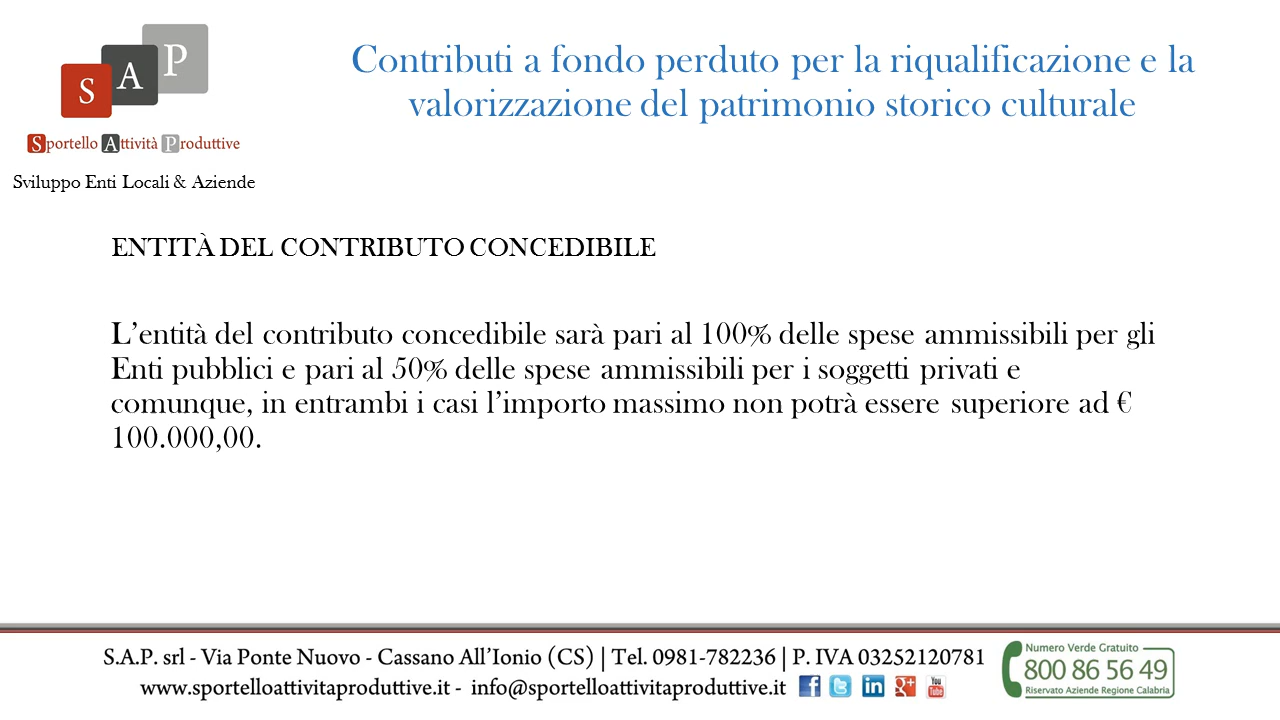 S A P
Sportello Attività Produttive
Sviluppo Enti Locali & Aziende
Contributi a fondo perduto per la riqualificazione e la
valorizzazione del patrimonio storico culturale
ENTITÀ DEL CONTRIBUTO CONCEDIBILE
L’entità del contributo concedibile sarà pari al 100% delle spese ammissibili per gli
Enti pubblici e pari al 50% delle spese ammissibili per i soggetti privati e
comunque, in entrambi i casi l’importo massimo non potrà essere superiore ad €
100.000,00.
S.A.P. srl - Via Ponte Nuovo - Cassano All’Ionio (CS) | Tel. 0981-782236 | P. IVA 03252120781
www.sportelloattivitaproduttive.it - info@sportelloattivitaproduttive.it
Numero Verde Gratuito
800 86 56 49
Riservato Aziende Regione Calabria